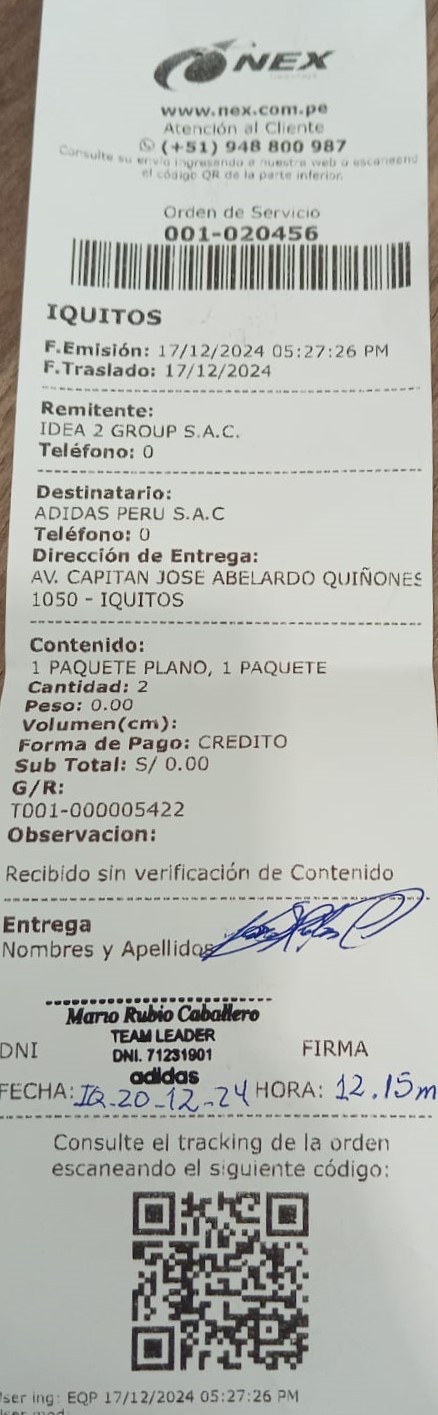 NEX
www.nex.com.pe
Atención al Cliente
(+51) 948 800 987
Consulte su envío ingresando a nuestra web o escaneand
el código QR de la parte inferior.
Orden de Servicio
001-020456
IQUITOS
F.Emisión: 17/12/2024 05:27:26 PM
F.Traslado: 17/12/2024
Remitente:
IDEA 2 GROUP S.A.C.
Teléfono: 0
Destinatario:
ADIDAS PERU S.A.C
Teléfono: 0
Dirección de Entrega:
AV. CAPITAN JOSE ABELARDO QUIÑONES
1050 - IQUITOS
Contenido:
1 PAQUETE PLANO, 1 PAQUETE
Cantidad: 2
Peso: 0.00
Volumen(cm):
Forma de Pago: CREDITO
Sub Total: S/ 0.00
G/R:
T001-000005422
Observacion:
Recibido sin verificación de Contenido
Entrega
Nombres y Apellidos
Mario Rubio Caballero
TEAM LEADER
DNI DNI. 71231901 FIRMA
adidas
FECHA: IQ-20-12-24 HORA: 12.15m
Consulte el tracking de la orden
escaneando el siguiente código:
ser ing: EQP 17/12/2024 05:27:26 PM